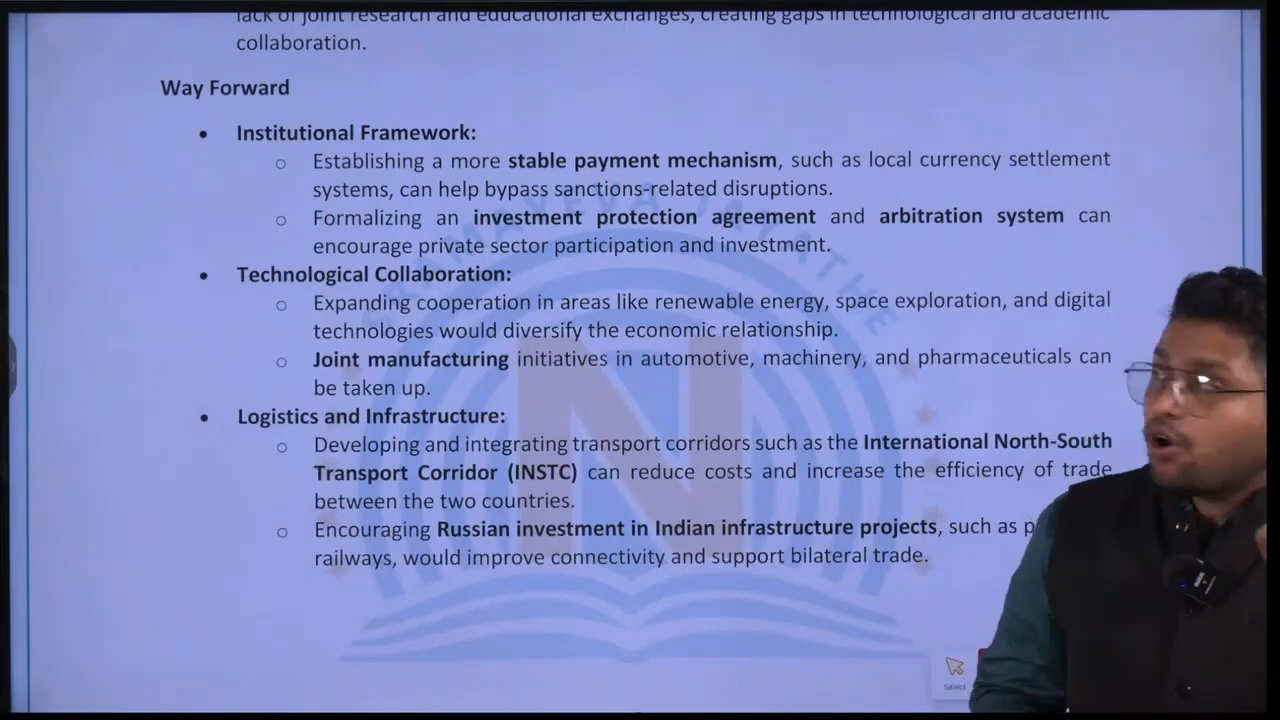 lack of joint research and educational exchanges, creating gaps in technological and academic
collaboration.
Way Forward
• Institutional Framework:
o Establishing a more stable payment mechanism, such as local currency settlement
systems, can help bypass sanctions-related disruptions.
o Formalizing an investment protection agreement and arbitration system can
encourage private sector participation and investment.
• Technological Collaboration:
o Expanding cooperation in areas like renewable energy, space exploration, and digital
technologies would diversify the economic relationship.
o Joint manufacturing initiatives in automotive, machinery, and pharmaceuticals can
be taken up.
• Logistics and Infrastructure:
o Developing and integrating transport corridors such as the International North-South
Transport Corridor (INSTC) can reduce costs and increase the efficiency of trade
between the two countries.
o Encouraging Russian investment in Indian infrastructure projects, such as
railways, would improve connectivity and support bilateral trade.
Select